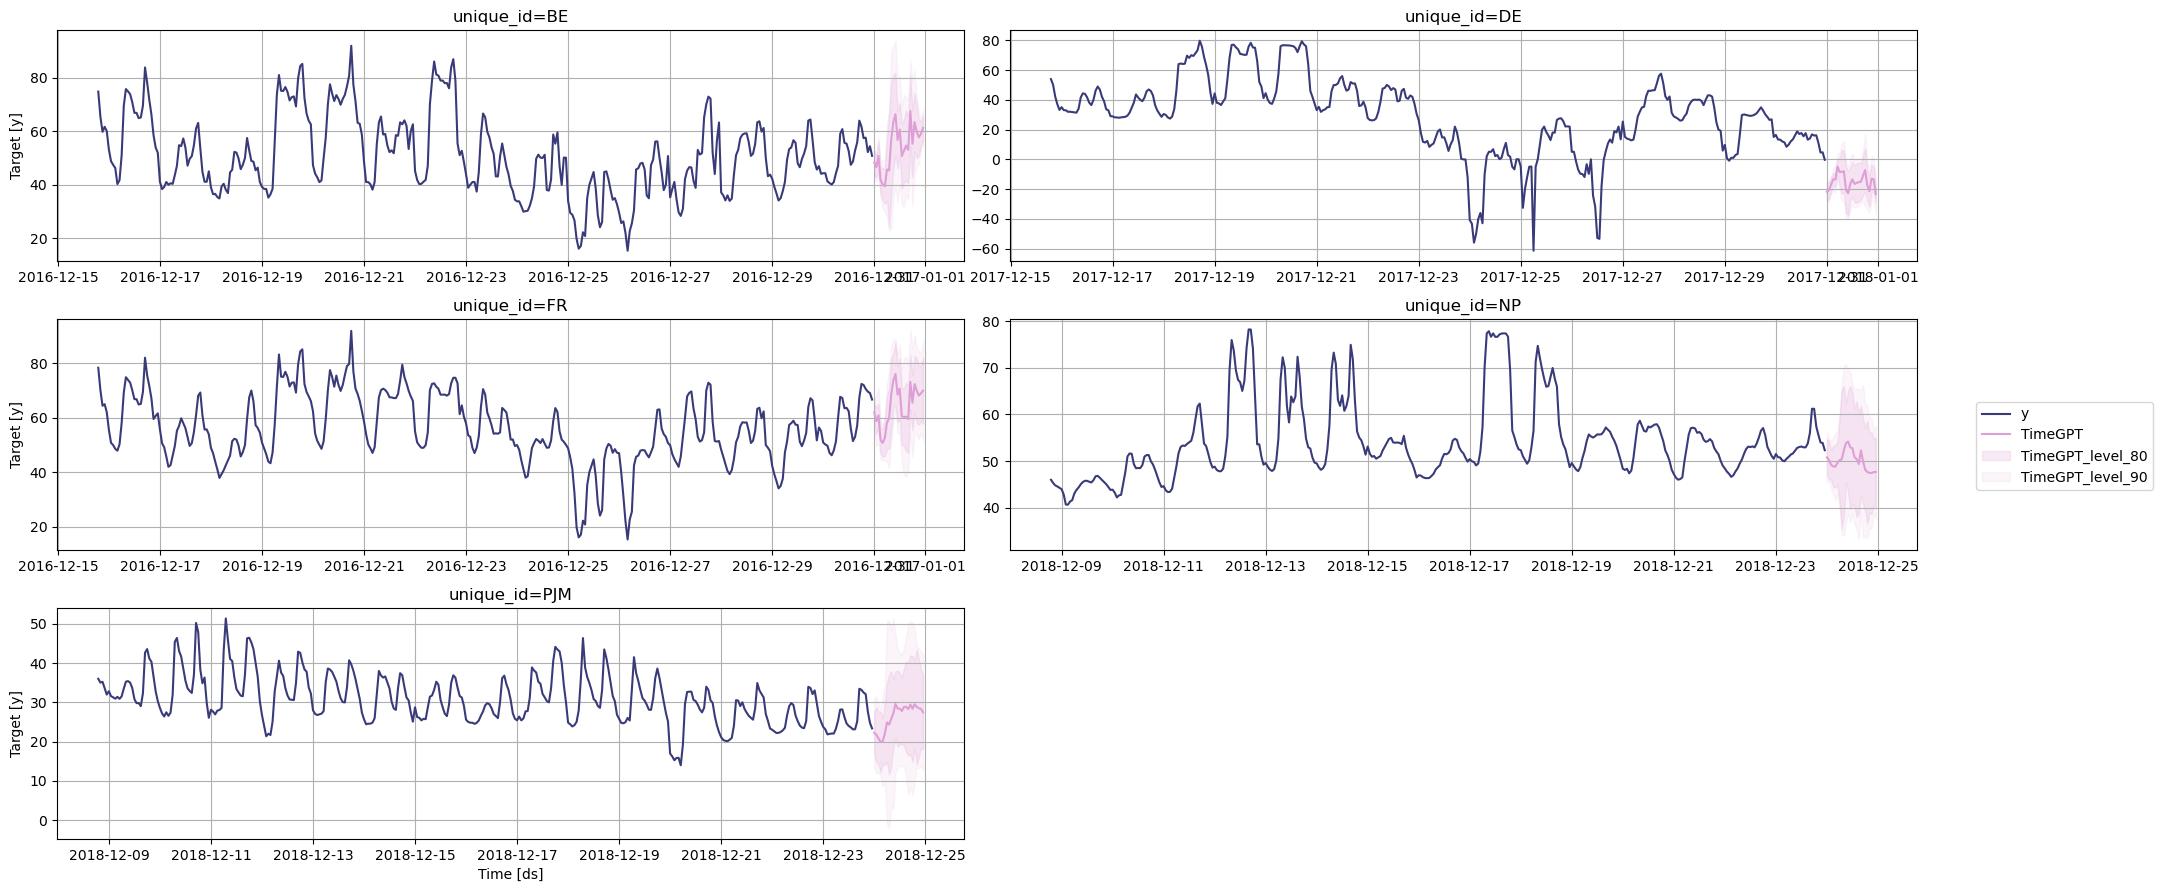 unique_id=BE
Target [y]
80
60
40
20
2016-12-15 2016-12-17 2016-12-19 2016-12-21 2016-12-23 2016-12-25 2016-12-27 2016-12-29 2016-12-31 2017-01-01
unique_id=DE
80
60
40
20
0
−20
−40
−60
2017-12-15 2017-12-17 2017-12-19 2017-12-21 2017-12-23 2017-12-25 2017-12-27 2017-12-29 2017-12-31 2018-01-01
unique_id=FR
Target [y]
80
60
40
20
2016-12-15 2016-12-17 2016-12-19 2016-12-21 2016-12-23 2016-12-25 2016-12-27 2016-12-29 2016-12-31 2017-01-01
unique_id=NP
80
70
60
50
40
2018-12-09 2018-12-11 2018-12-13 2018-12-15 2018-12-17 2018-12-19 2018-12-21 2018-12-23 2018-12-25
y
TimeGPT
TimeGPT_level_80
TimeGPT_level_90
unique_id=PJM
Target [y]
50
40
30
20
10
0
2018-12-09 2018-12-11 2018-12-13 2018-12-15 2018-12-17 2018-12-19 2018-12-21 2018-12-23 2018-12-25
Time [ds]